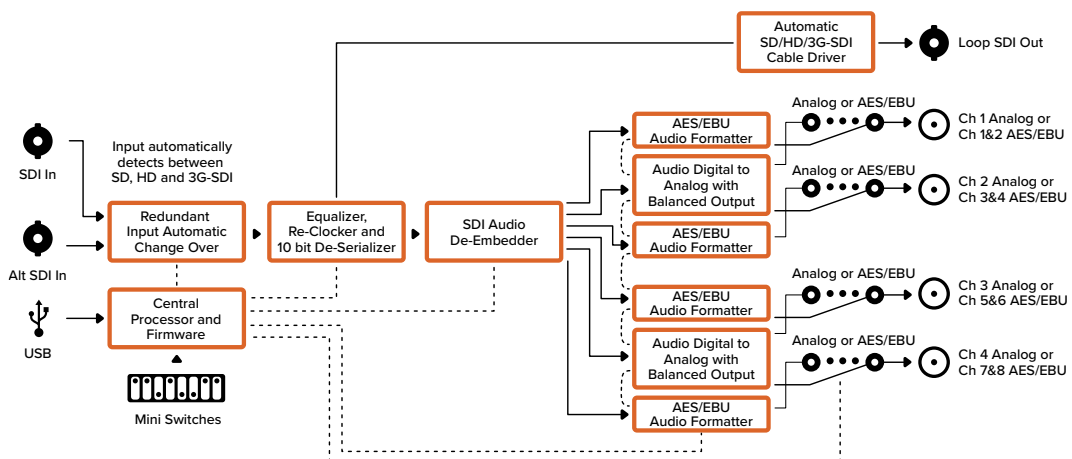 Automatic
SD/HD/3G-SDI
Cable Driver
Loop SDI Out
SDI In
Input automatically
detects between
SD, HD and 3G-SDI
Alt SDI In
Redundant
Input Automatic
Change Over
Equalizer,
Re-Clocker and
10 bit De-Serializer
SDI Audio
De-Embedder
USB
Central
Processor and
Firmware
Mini Switches
AES/EBU
Audio Formatter
Audio Digital to
Analog with
Balanced Output
AES/EBU
Audio Formatter
AES/EBU
Audio Formatter
Audio Digital to
Analog with
Balanced Output
AES/EBU
Audio Formatter
Analog or AES/EBU
Ch 1 Analog or
Ch 1&2 AES/EBU
Analog or AES/EBU
Ch 2 Analog or
Ch 3&4 AES/EBU
Analog or AES/EBU
Ch 3 Analog or
Ch 5&6 AES/EBU
Analog or AES/EBU
Ch 4 Analog or
Ch 7&8 AES/EBU